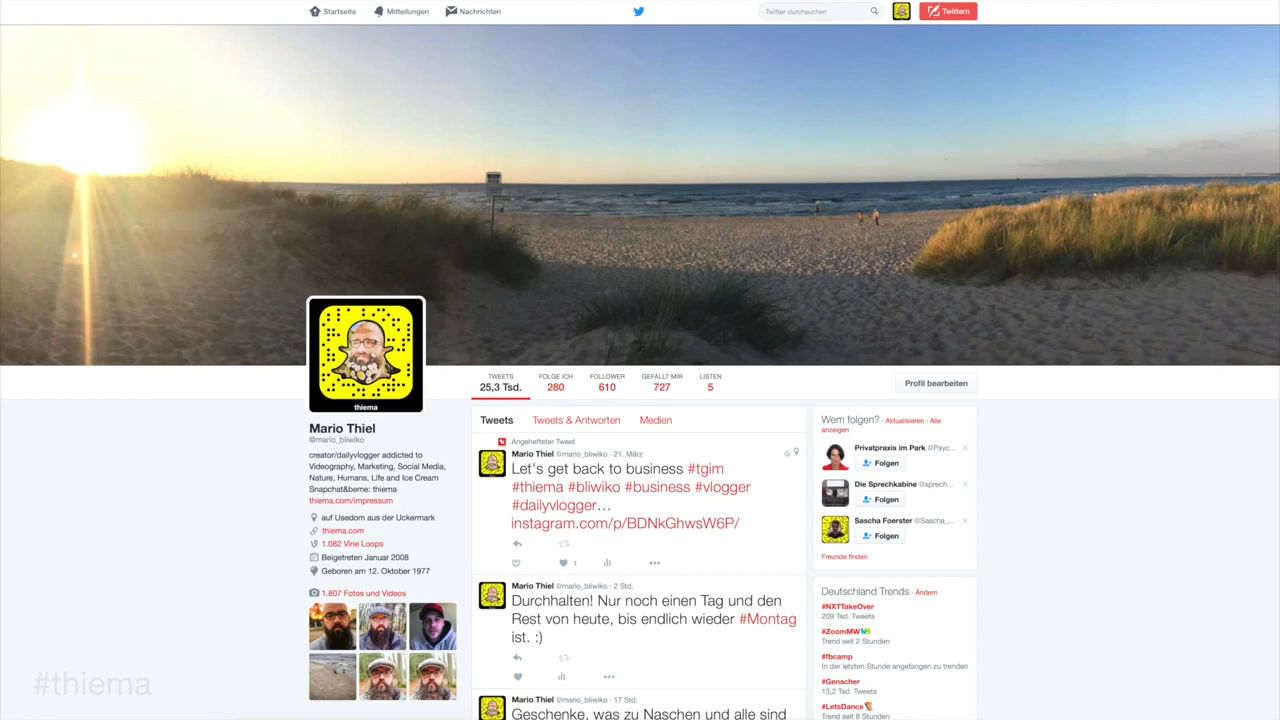 Startseite
Mitteilungen
Nachrichten
Twitter durchsuchen
Twittern
thiema
TWEETS
25,3 Tsd.
FOLGE ICH
280
FOLLOWER
610
GEFÄLLT MIR
727
LISTEN
5
Profil bearbeiten
Mario Thiel
@mario_bliwiko
creator/dailyvlogger addicted to
Videography, Marketing, Social Media,
Nature, Humans, Life and Ice Cream
Snapchat&beme: thiema
thiema.com/impressum
auf Usedom aus der Uckermark
thiema.com
1.082 Vine Loops
Beigetreten Januar 2008
Geboren am 12. Oktober 1977
1.807 Fotos und Videos
#thiema
Tweets
Tweets & Antworten
Medien
Angehefteter Tweet
Mario Thiel @mario_bliwiko · 21. März
Let's get back to business #tgim
#thiema #bliwiko #business #vlogger
#dailyvlogger…
instagram.com/p/BDNkGhwsW6P/
1
Mario Thiel @mario_bliwiko · 2 Std.
Durchhalten! Nur noch einen Tag und den
Rest von heute, bis endlich wieder #Montag
ist. :)
Mario Thiel @mario_bliwiko · 17 Std.
Geschenke, was zu Naschen und alle sind
Wem folgen? · Aktualisieren · Alle
anzeigen
Privatpraxis im Park @Psyc...
Folgen
Die Sprechkabine @sprech...
Folgen
Sascha Foerster @Sascha_...
Folgen
Freunde finden
Deutschland Trends · Ändern
#NXTTakeOver
209 Tsd. Tweets
#ZoomMW
Trend seit 2 Stunden
#fbcamp
In der letzten Stunde angefangen zu trenden
#Genscher
13,2 Tsd. Tweets
#LetsDance
Trend seit 8 Stunden